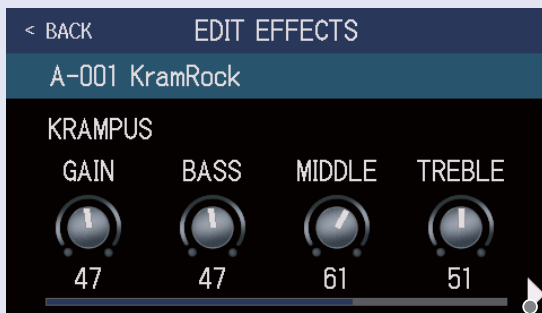 < BACK EDIT EFFECTS
A-001 KramRock
KRAMPUS
GAIN BASS MIDDLE TREBLE
47 47 61 51